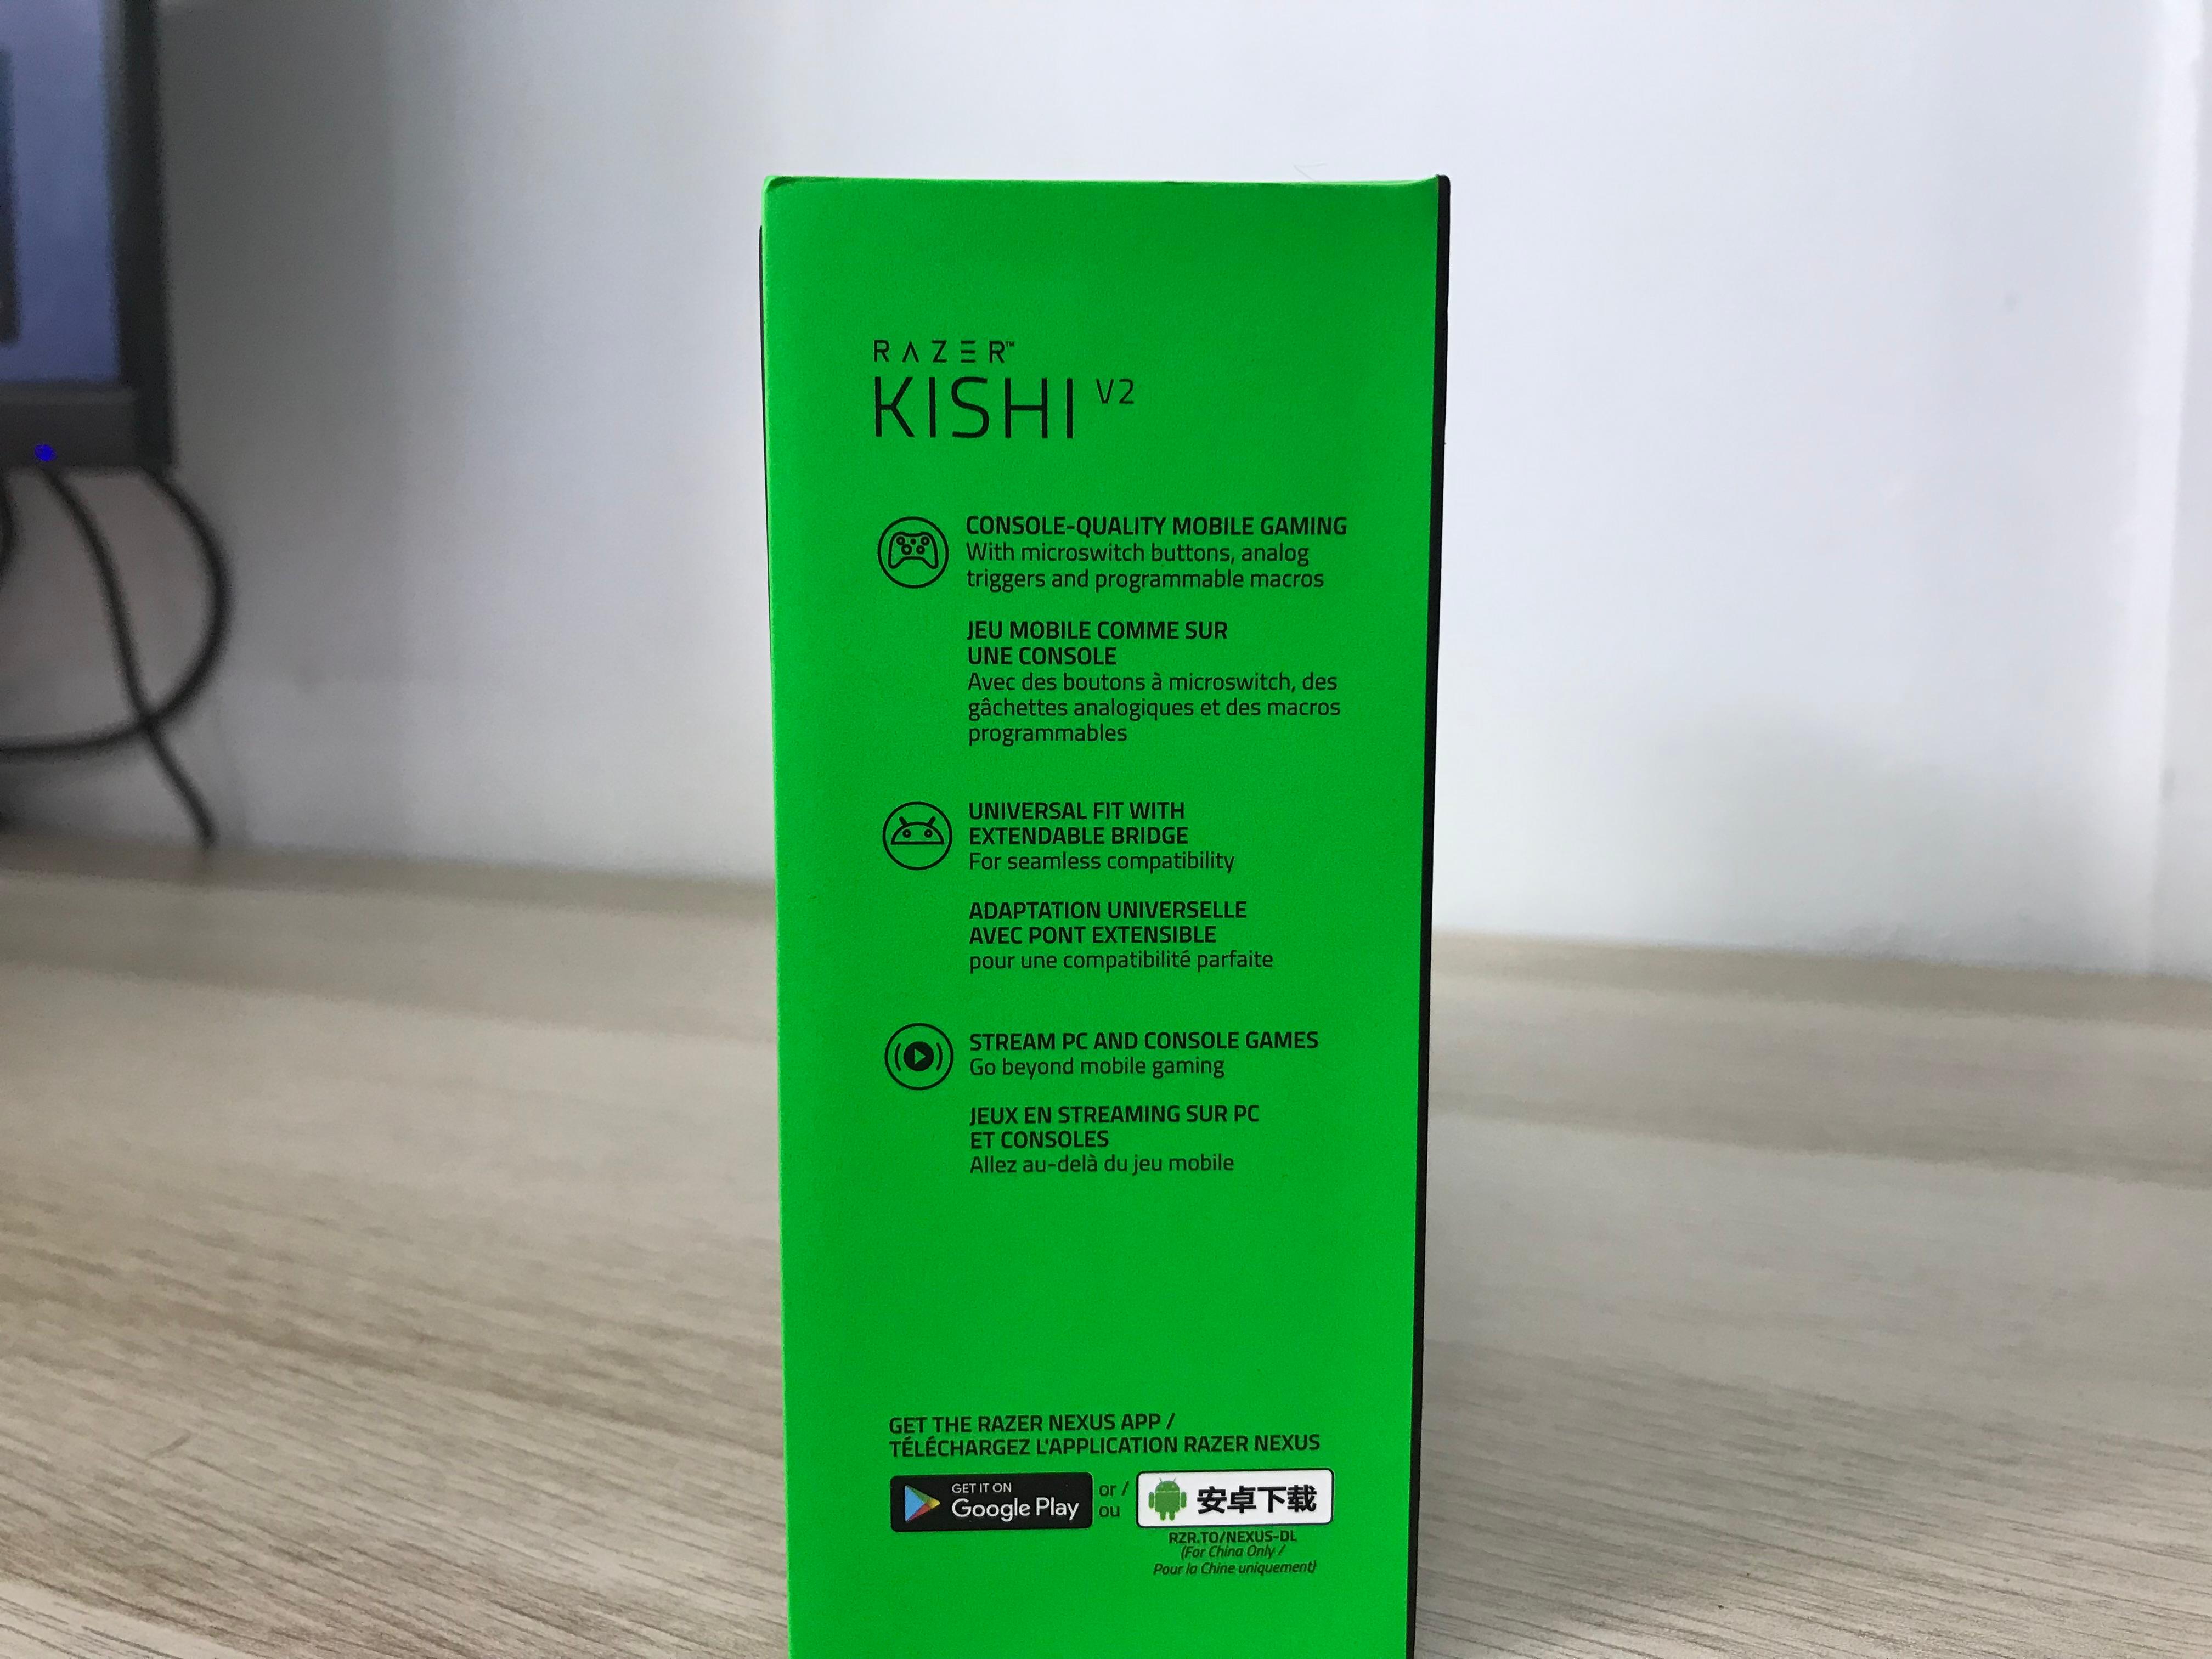 RAZER™
KISHI V2
CONSOLE-QUALITY MOBILE GAMING
With microswitch buttons, analog
triggers and programmable macros
JEU MOBILE COMME SUR
UNE CONSOLE
Avec des boutons à microswitch, des
gâchettes analogiques et des macros
programmables
UNIVERSAL FIT WITH
EXTENDABLE BRIDGE
For seamless compatibility
ADAPTATION UNIVERSELLE
AVEC PONT EXTENSIBLE
pour une compatibilité parfaite
STREAM PC AND CONSOLE GAMES
Go beyond mobile gaming
JEUX EN STREAMING SUR PC
ET CONSOLES
Allez au-delà du jeu mobile
GET THE RAZER NEXUS APP /
TÉLÉCHARGEZ L'APPLICATION RAZER NEXUS
GET IT ON
Google Play
or /
ou
安卓下载
RZR.TO/NEXUS-DL
(For China Only /
Pour la Chine uniquement)